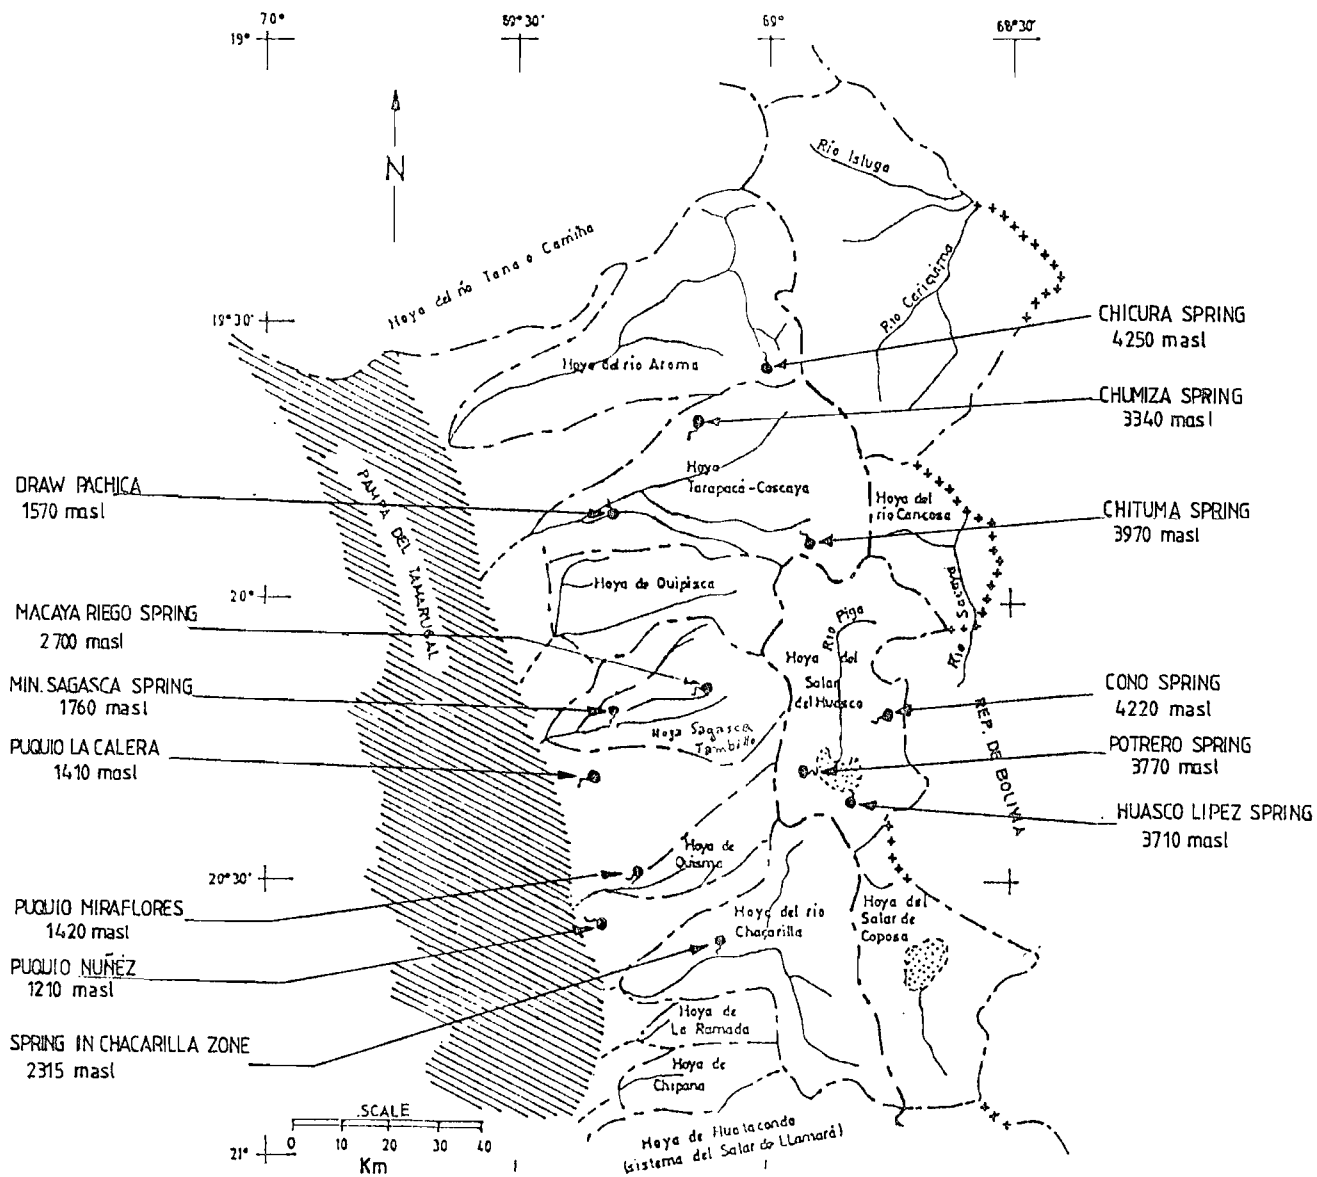 70°
69°30'
69°
68°30'
19°
N
Río Isluga
Hoya del río Tana o Camiña
Río Cariquima
19°30'
CHICURA SPRING
4250 masl
Hoya del río Aroma
CHUMIZA SPRING
3340 masl
Hoya
Tarapacá-Coscaya
DRAW PACHICA
1570 masl
PAMPA DEL TAMARUGAL
Hoya del
río Cancosa
CHITUMA SPRING
3970 masl
Hoya de Quipisca
20°
MACAYA RIEGO SPRING
2700 masl
Río Piga
Río Sacaya
Hoya del
Salar
del Huasco
MIN. SAGASCA SPRING
1760 masl
CONO SPRING
4220 masl
Hoya Sagasca
Tambillo
REP. DE BOLIVIA
PUQUIO LA CALERA
1410 masl
POTRERO SPRING
3770 masl
HUASCO LIPEZ SPRING
3710 masl
Hoya de
Quisma
20°30'
PUQUIO MIRAFLORES
1420 masl
Hoya del río
Chacarilla
Hoya del
Salar de
Coposa
PUQUIO NUÑEZ
1210 masl
SPRING IN CHACARILLA ZONE
2315 masl
Hoya de
La Ramada
Hoya de
Chipana
SCALE
0 10 20 30 40
Km
Hoya de Huatacondo
(sistema del Salar de LLamará)
21°